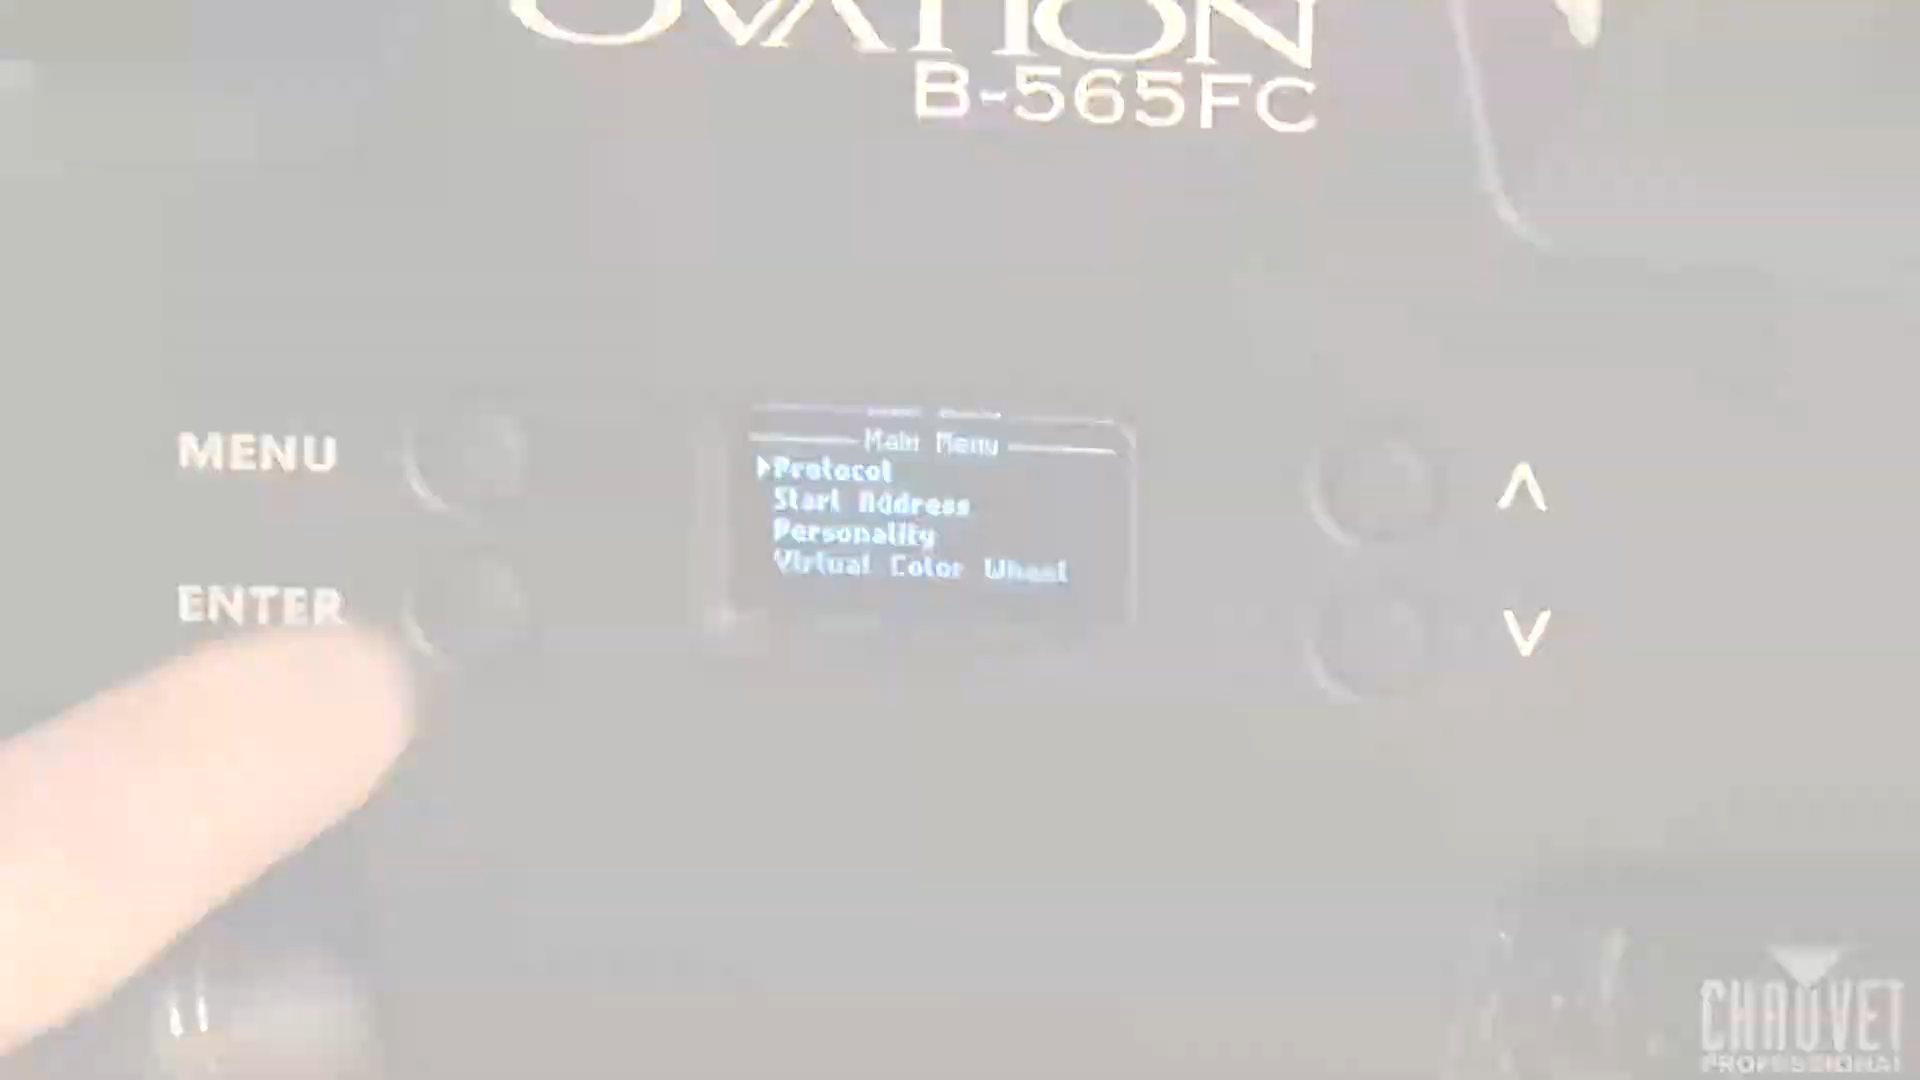 OVATION
B-565FC
MENU
Main Menu
Protocol
Start Address
Personality
Virtual Color Wheel
ENTER
CHAUVET
PROFESSIONAL